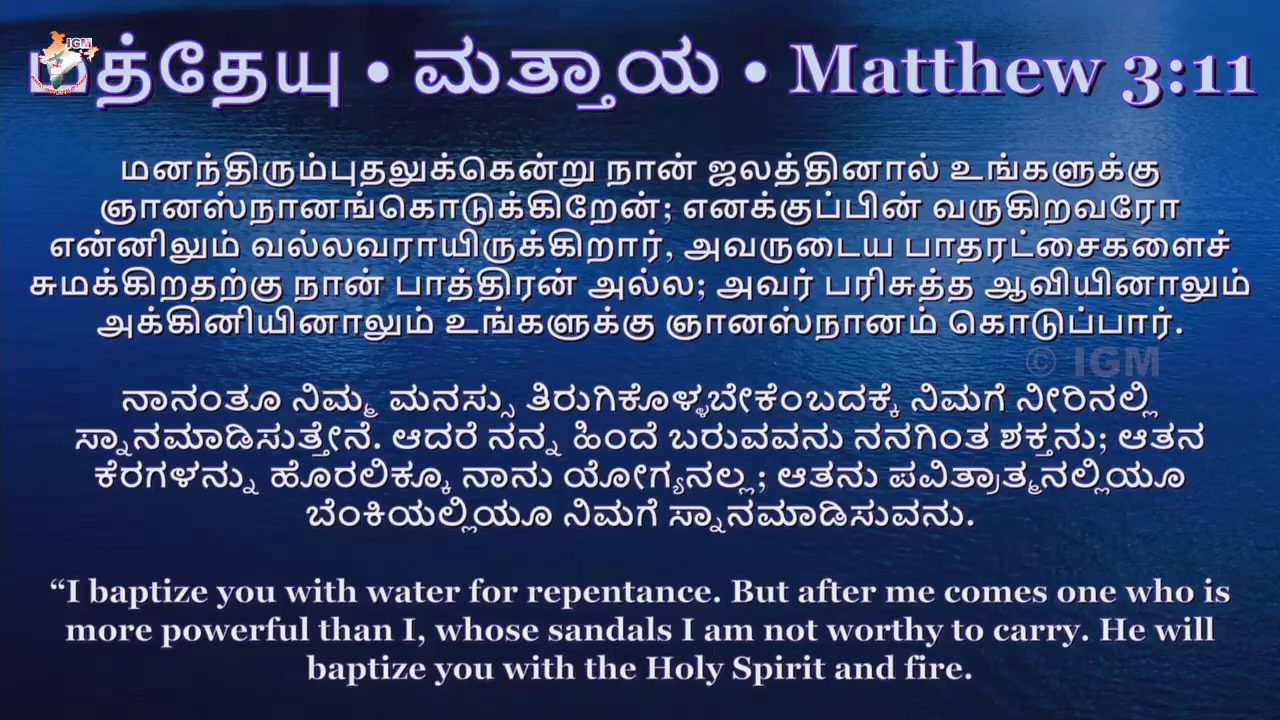 IGM
மத்தேயு • ಮತ್ತಾಯ • Matthew 3:11
மனந்திரும்புதலுக்கென்று நான் ஜலத்தினால் உங்களுக்கு
ஞானஸ்நானங்கொடுக்கிறேன்; எனக்குப்பின் வருகிறவரோ
என்னிலும் வல்லவராயிருக்கிறார், அவருடைய பாதரட்சைகளைச்
சுமக்கிறதற்கு நான் பாத்திரன் அல்ல; அவர் பரிசுத்த ஆவியினாலும்
அக்கினியினாலும் உங்களுக்கு ஞானஸ்நானம் கொடுப்பார்.
© IGM
ನಾನಂತೂ ನಿಮ್ಮ ಮನಸ್ಸು ತಿರುಗಿಕೊಳ್ಳಬೇಕೆಂಬದಕ್ಕೆ ನಿಮಗೆ ನೀರಿನಲ್ಲಿ
ಸ್ನಾನಮಾಡಿಸುತ್ತೇನೆ. ಆದರೆ ನನ್ನ ಹಿಂದೆ ಬರುವವನು ನನಗಿಂತ ಶಕ್ತನು; ಆತನ
ಕೆರಗಳನ್ನು ಹೊರಲಿಕ್ಕೂ ನಾನು ಯೋಗ್ಯನಲ್ಲ; ಆತನು ಪವಿತ್ರಾತ್ಮನಲ್ಲಿಯೂ
ಬೆಂಕಿಯಲ್ಲಿಯೂ ನಿಮಗೆ ಸ್ನಾನಮಾಡಿಸುವನು.
“I baptize you with water for repentance. But after me comes one who is
more powerful than I, whose sandals I am not worthy to carry. He will
baptize you with the Holy Spirit and fire.